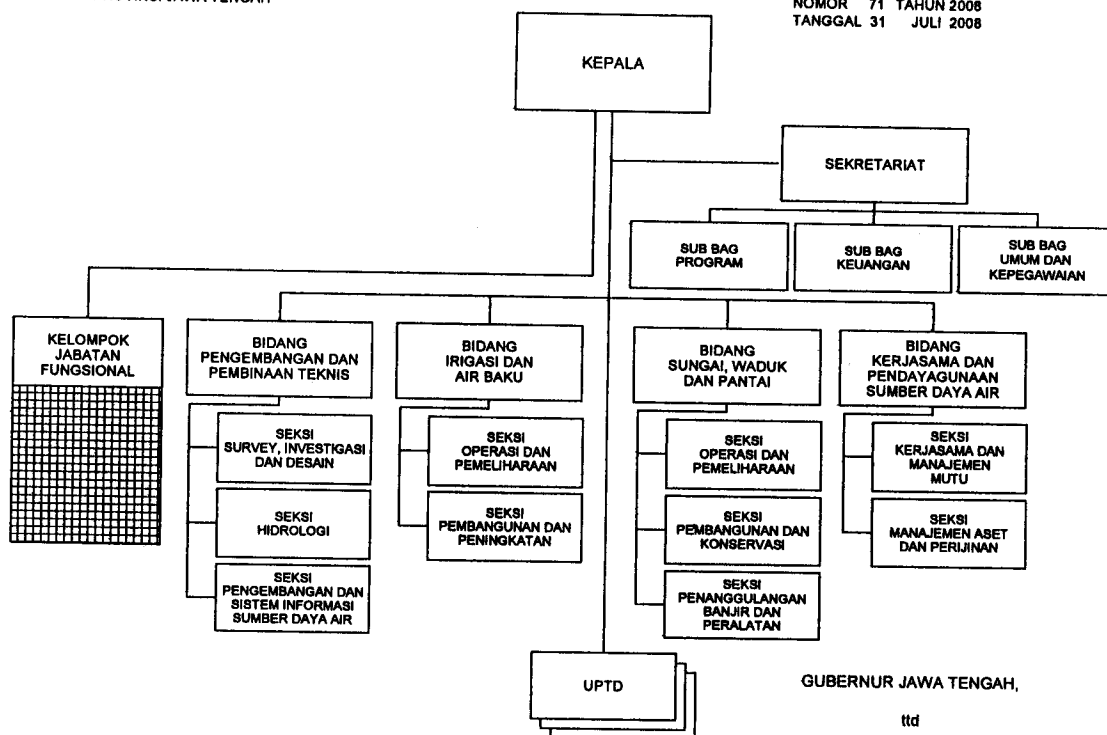 JAWA TENGAH
NOMOR 71 TAHUN 2008
TANGGAL 31 JULI 2008
KEPALA
SEKRETARIAT
SUB BAG
PROGRAM
SUB BAG
KEUANGAN
SUB BAG
UMUM DAN
KEPEGAWAIAN
KELOMPOK
JABATAN
FUNGSIONAL
BIDANG
PENGEMBANGAN DAN
PEMBINAAN TEKNIS
BIDANG
IRIGASI DAN
AIR BAKU
BIDANG
SUNGAI, WADUK
DAN PANTAI
BIDANG
KERJASAMA DAN
PENDAYAGUNAAN
SUMBER DAYA AIR
SEKSI
SURVEY, INVESTIGASI
DAN DESAIN
SEKSI
HIDROLOGI
SEKSI
PENGEMBANGAN DAN
SISTEM INFORMASI
SUMBER DAYA AIR
SEKSI
OPERASI DAN
PEMELIHARAAN
SEKSI
PEMBANGUNAN DAN
PENINGKATAN
SEKSI
OPERASI DAN
PEMELIHARAAN
SEKSI
PEMBANGUNAN DAN
KONSERVASI
SEKSI
PENANGGULANGAN
BANJIR DAN
PERALATAN
SEKSI
KERJASAMA DAN
MANAJEMEN
MUTU
SEKSI
MANAJEMEN ASET
DAN PERIJINAN
UPTD
GUBERNUR JAWA TENGAH,
ttd